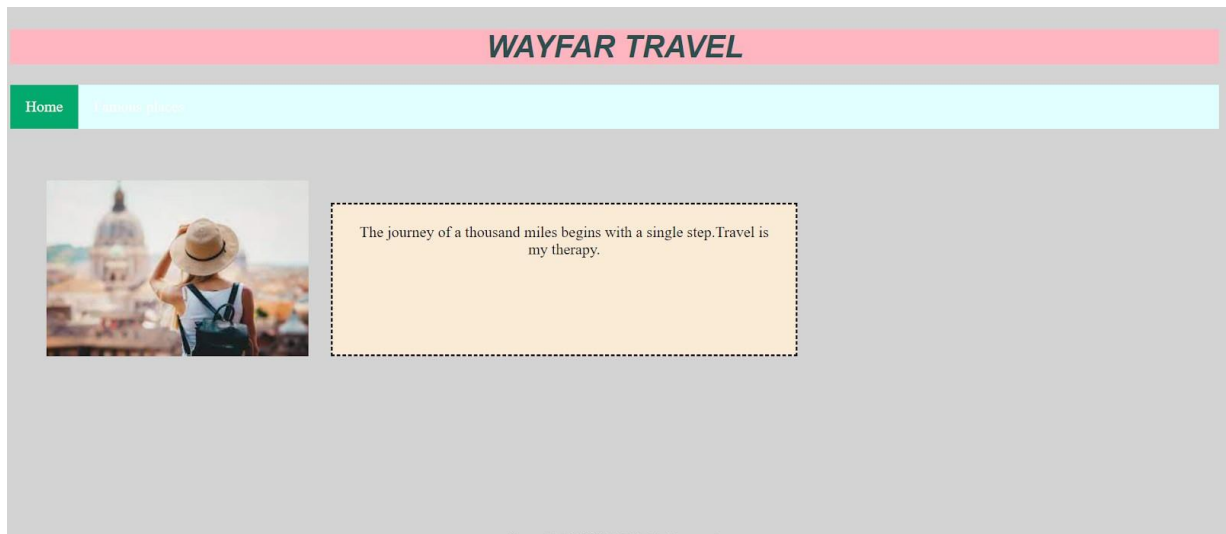 WAYFAR TRAVEL
Home
The journey of a thousand miles begins with a single step.Travel is
my therapy.